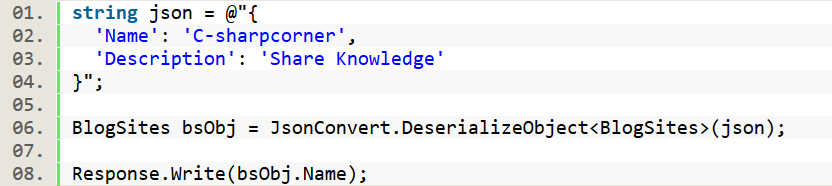 01. string json = @"{
02.   'Name': 'C-sharpcorner',
03.   'Description': 'Share Knowledge'
04. }";
05.
06. BlogSites bsObj = JsonConvert.DeserializeObject<BlogSites>(json);
07.
08. Response.Write(bsObj.Name);